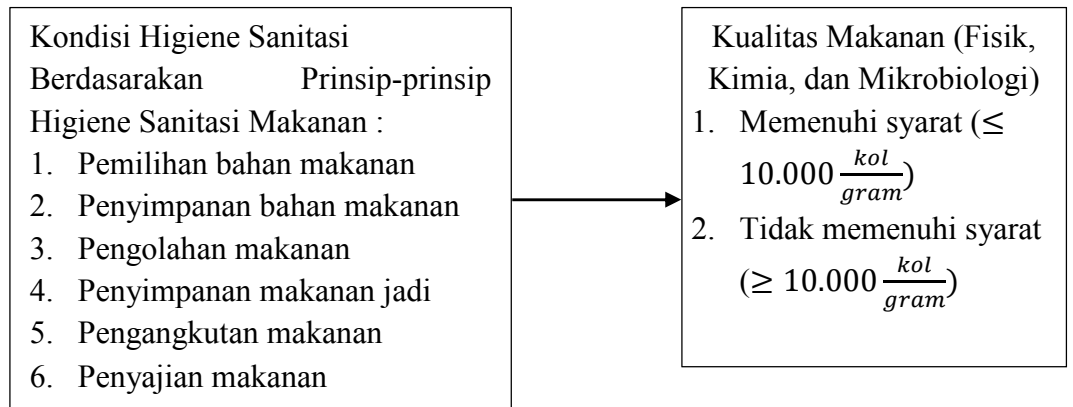 Kondisi Higiene Sanitasi
Berdasarakan Prinsip-prinsip
Higiene Sanitasi Makanan :
1. Pemilihan bahan makanan
2. Penyimpanan bahan makanan
3. Pengolahan makanan
4. Penyimpanan makanan jadi
5. Pengangkutan makanan
6. Penyajian makanan
Kualitas Makanan (Fisik,
Kimia, dan Mikrobiologi)
1. Memenuhi syarat (≤
10.000 kol/gram)
2. Tidak memenuhi syarat
(≥ 10.000 kol/gram)